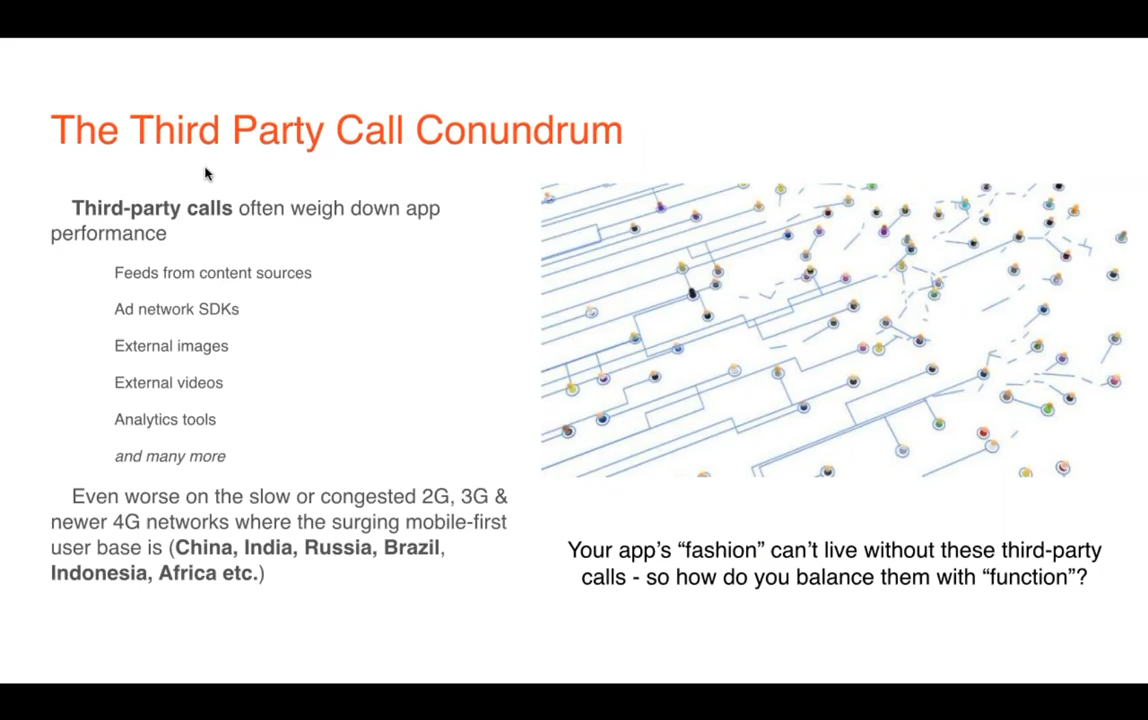 The Third Party Call Conundrum
Third-party calls often weigh down app
performance
Feeds from content sources
Ad network SDKs
External images
External videos
Analytics tools
and many more
Even worse on the slow or congested 2G, 3G &
newer 4G networks where the surging mobile-first
user base is (China, India, Russia, Brazil,
Indonesia, Africa etc.)
Your app’s “fashion” can’t live without these third-party
calls - so how do you balance them with “function”?